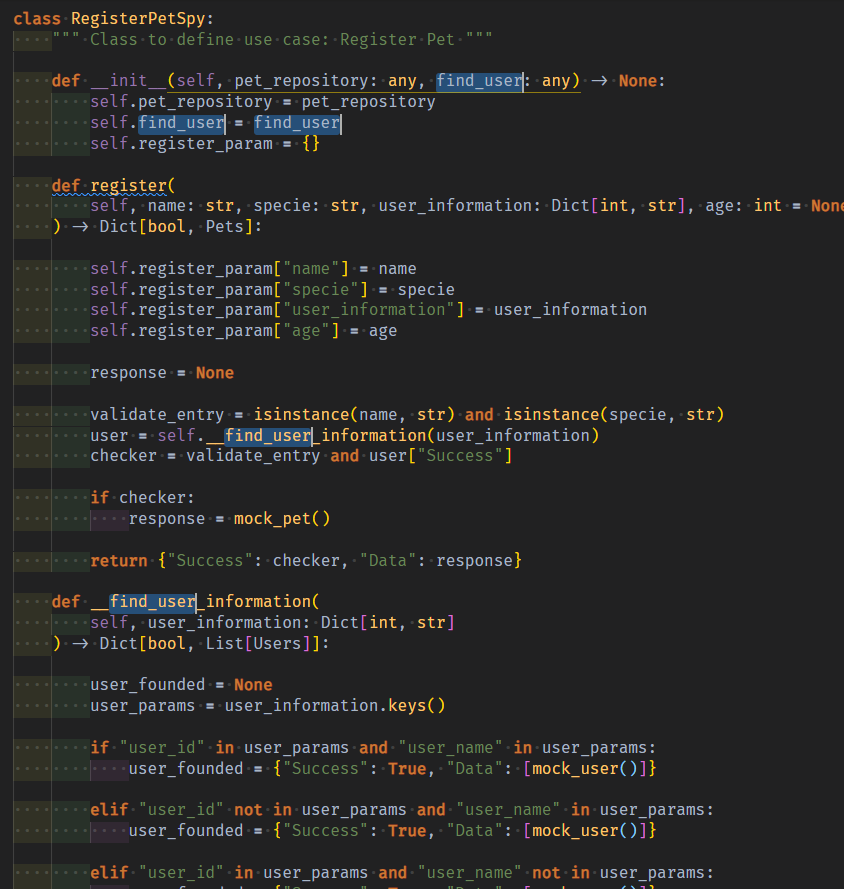 class RegisterPetSpy:
    """ Class to define use case: Register Pet """

    def __init__(self, pet_repository: any, find_user: any) -> None:
        self.pet_repository = pet_repository
        self.find_user = find_user
        self.register_param = {}

    def register(
        self, name: str, specie: str, user_information: Dict[int, str], age: int = None
    ) -> Dict[bool, Pets]:

        self.register_param["name"] = name
        self.register_param["specie"] = specie
        self.register_param["user_information"] = user_information
        self.register_param["age"] = age

        response = None

        validate_entry = isinstance(name, str) and isinstance(specie, str)
        user = self.__find_user_information(user_information)
        checker = validate_entry and user["Success"]

        if checker:
            response = mock_pet()

        return {"Success": checker, "Data": response}

    def __find_user_information(
        self, user_information: Dict[int, str]
    ) -> Dict[bool, List[Users]]:

        user_founded = None
        user_params = user_information.keys()

        if "user_id" in user_params and "user_name" in user_params:
            user_founded = {"Success": True, "Data": [mock_user()]}

        elif "user_id" not in user_params and "user_name" in user_params:
            user_founded = {"Success": True, "Data": [mock_user()]}

        elif "user_id" in user_params and "user_name" not in user_params: